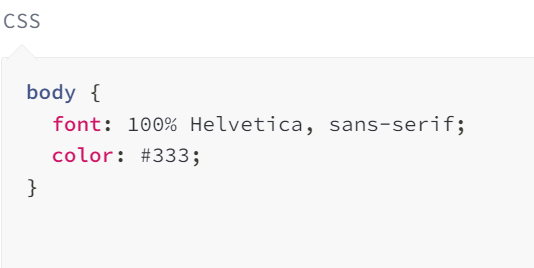 CSS
body {
  font: 100% Helvetica, sans-serif;
  color: #333;
}